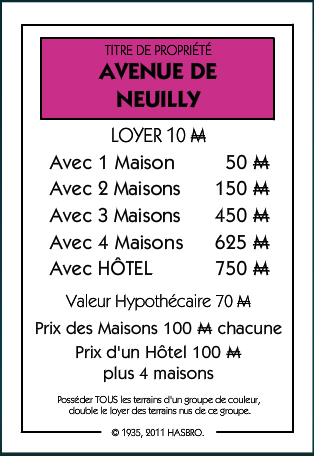 TITRE DE PROPRIÉTÉ
AVENUE DE
NEUILLY
LOYER 10 ₩
Avec 1 Maison 50 ₩
Avec 2 Maisons 150 ₩
Avec 3 Maisons 450 ₩
Avec 4 Maisons 625 ₩
Avec HÔTEL 750 ₩
Valeur Hypothécaire 70 ₩
Prix des Maisons 100 ₩ chacune
Prix d'un Hôtel 100 ₩
plus 4 maisons
Posséder TOUS les terrains d'un groupe de couleur,
double le loyer des terrains nus de ce groupe.
© 1935, 2011 HASBRO.